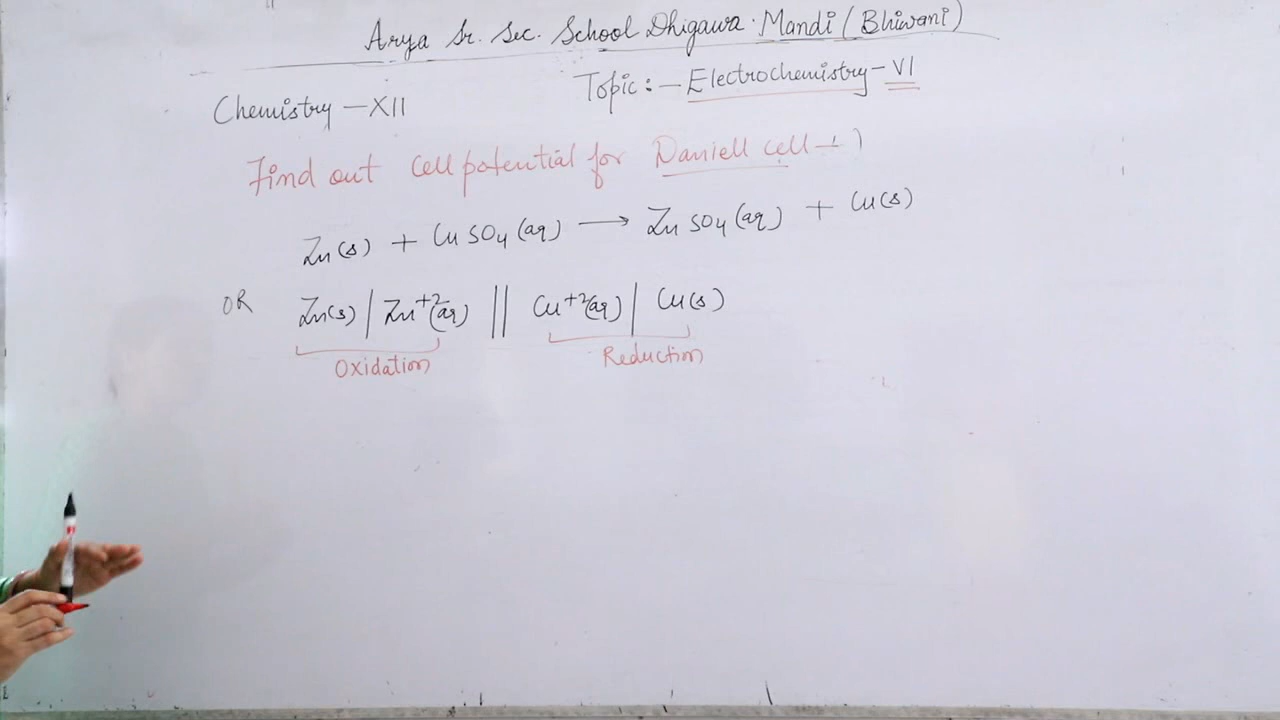 Arya Sr. Sec. School Dhigawa Mandi (Bhiwani)
Chemistry - XII
Topic:- Electrochemistry - VI
Find out Cell potential for Daniell cell -
Zn(s) + CuSO4(aq) → ZnSO4(aq) + Cu(s)
OR Zn(s) | Zn+2(aq) || Cu+2(aq) | Cu(s)
Oxidation Reduction